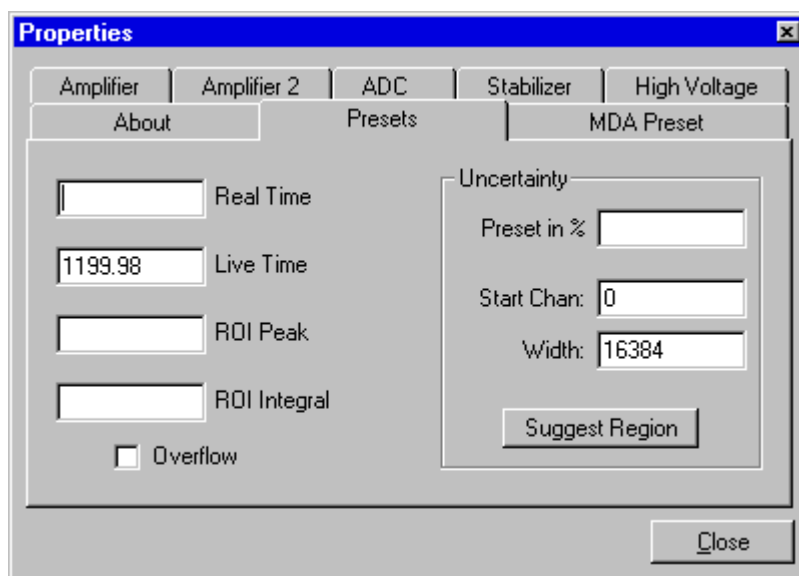 Properties
Amplifier Amplifier 2 ADC Stabilizer High Voltage
About Presets MDA Preset
Real Time
1199.98 Live Time
ROI Peak
ROI Integral
Overflow
Uncertainty
Preset in %
Start Chan: 0
Width: 16384
Suggest Region
Close